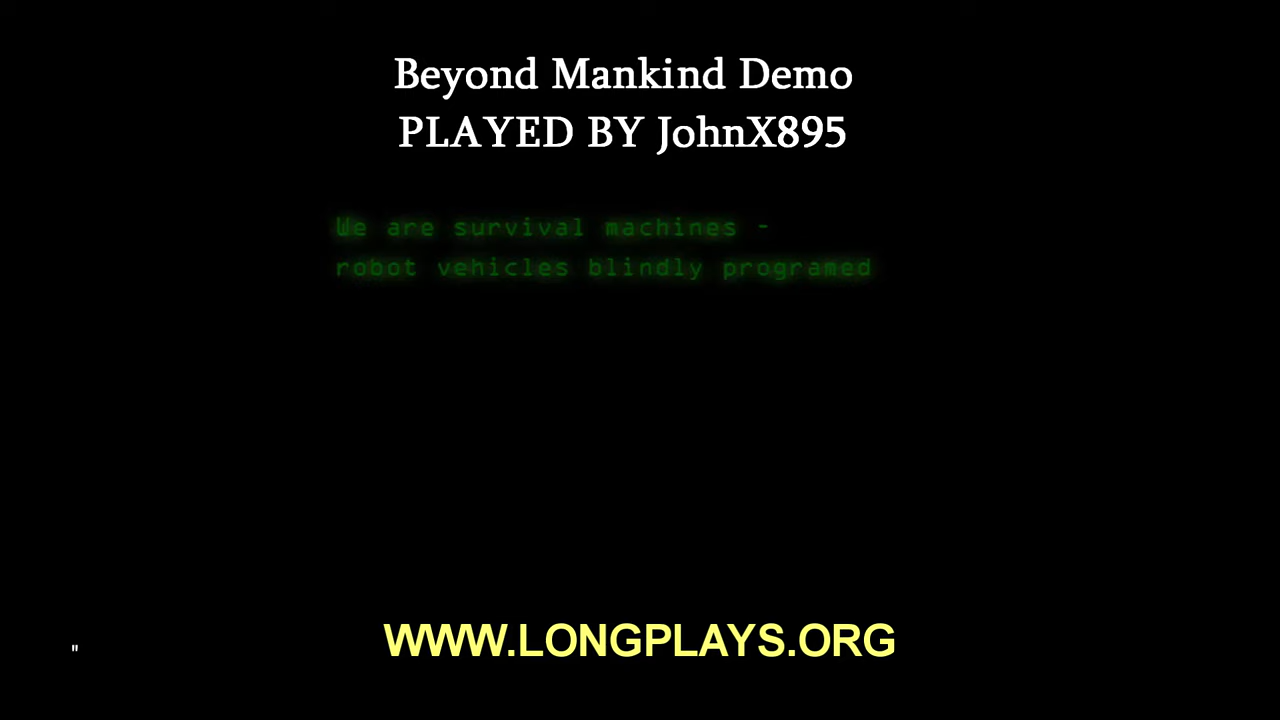 Beyond Mankind Demo
PLAYED BY JohnX895
We are survival machines -
robot vehicles blindly programed
"
WWW.LONGPLAYS.ORG